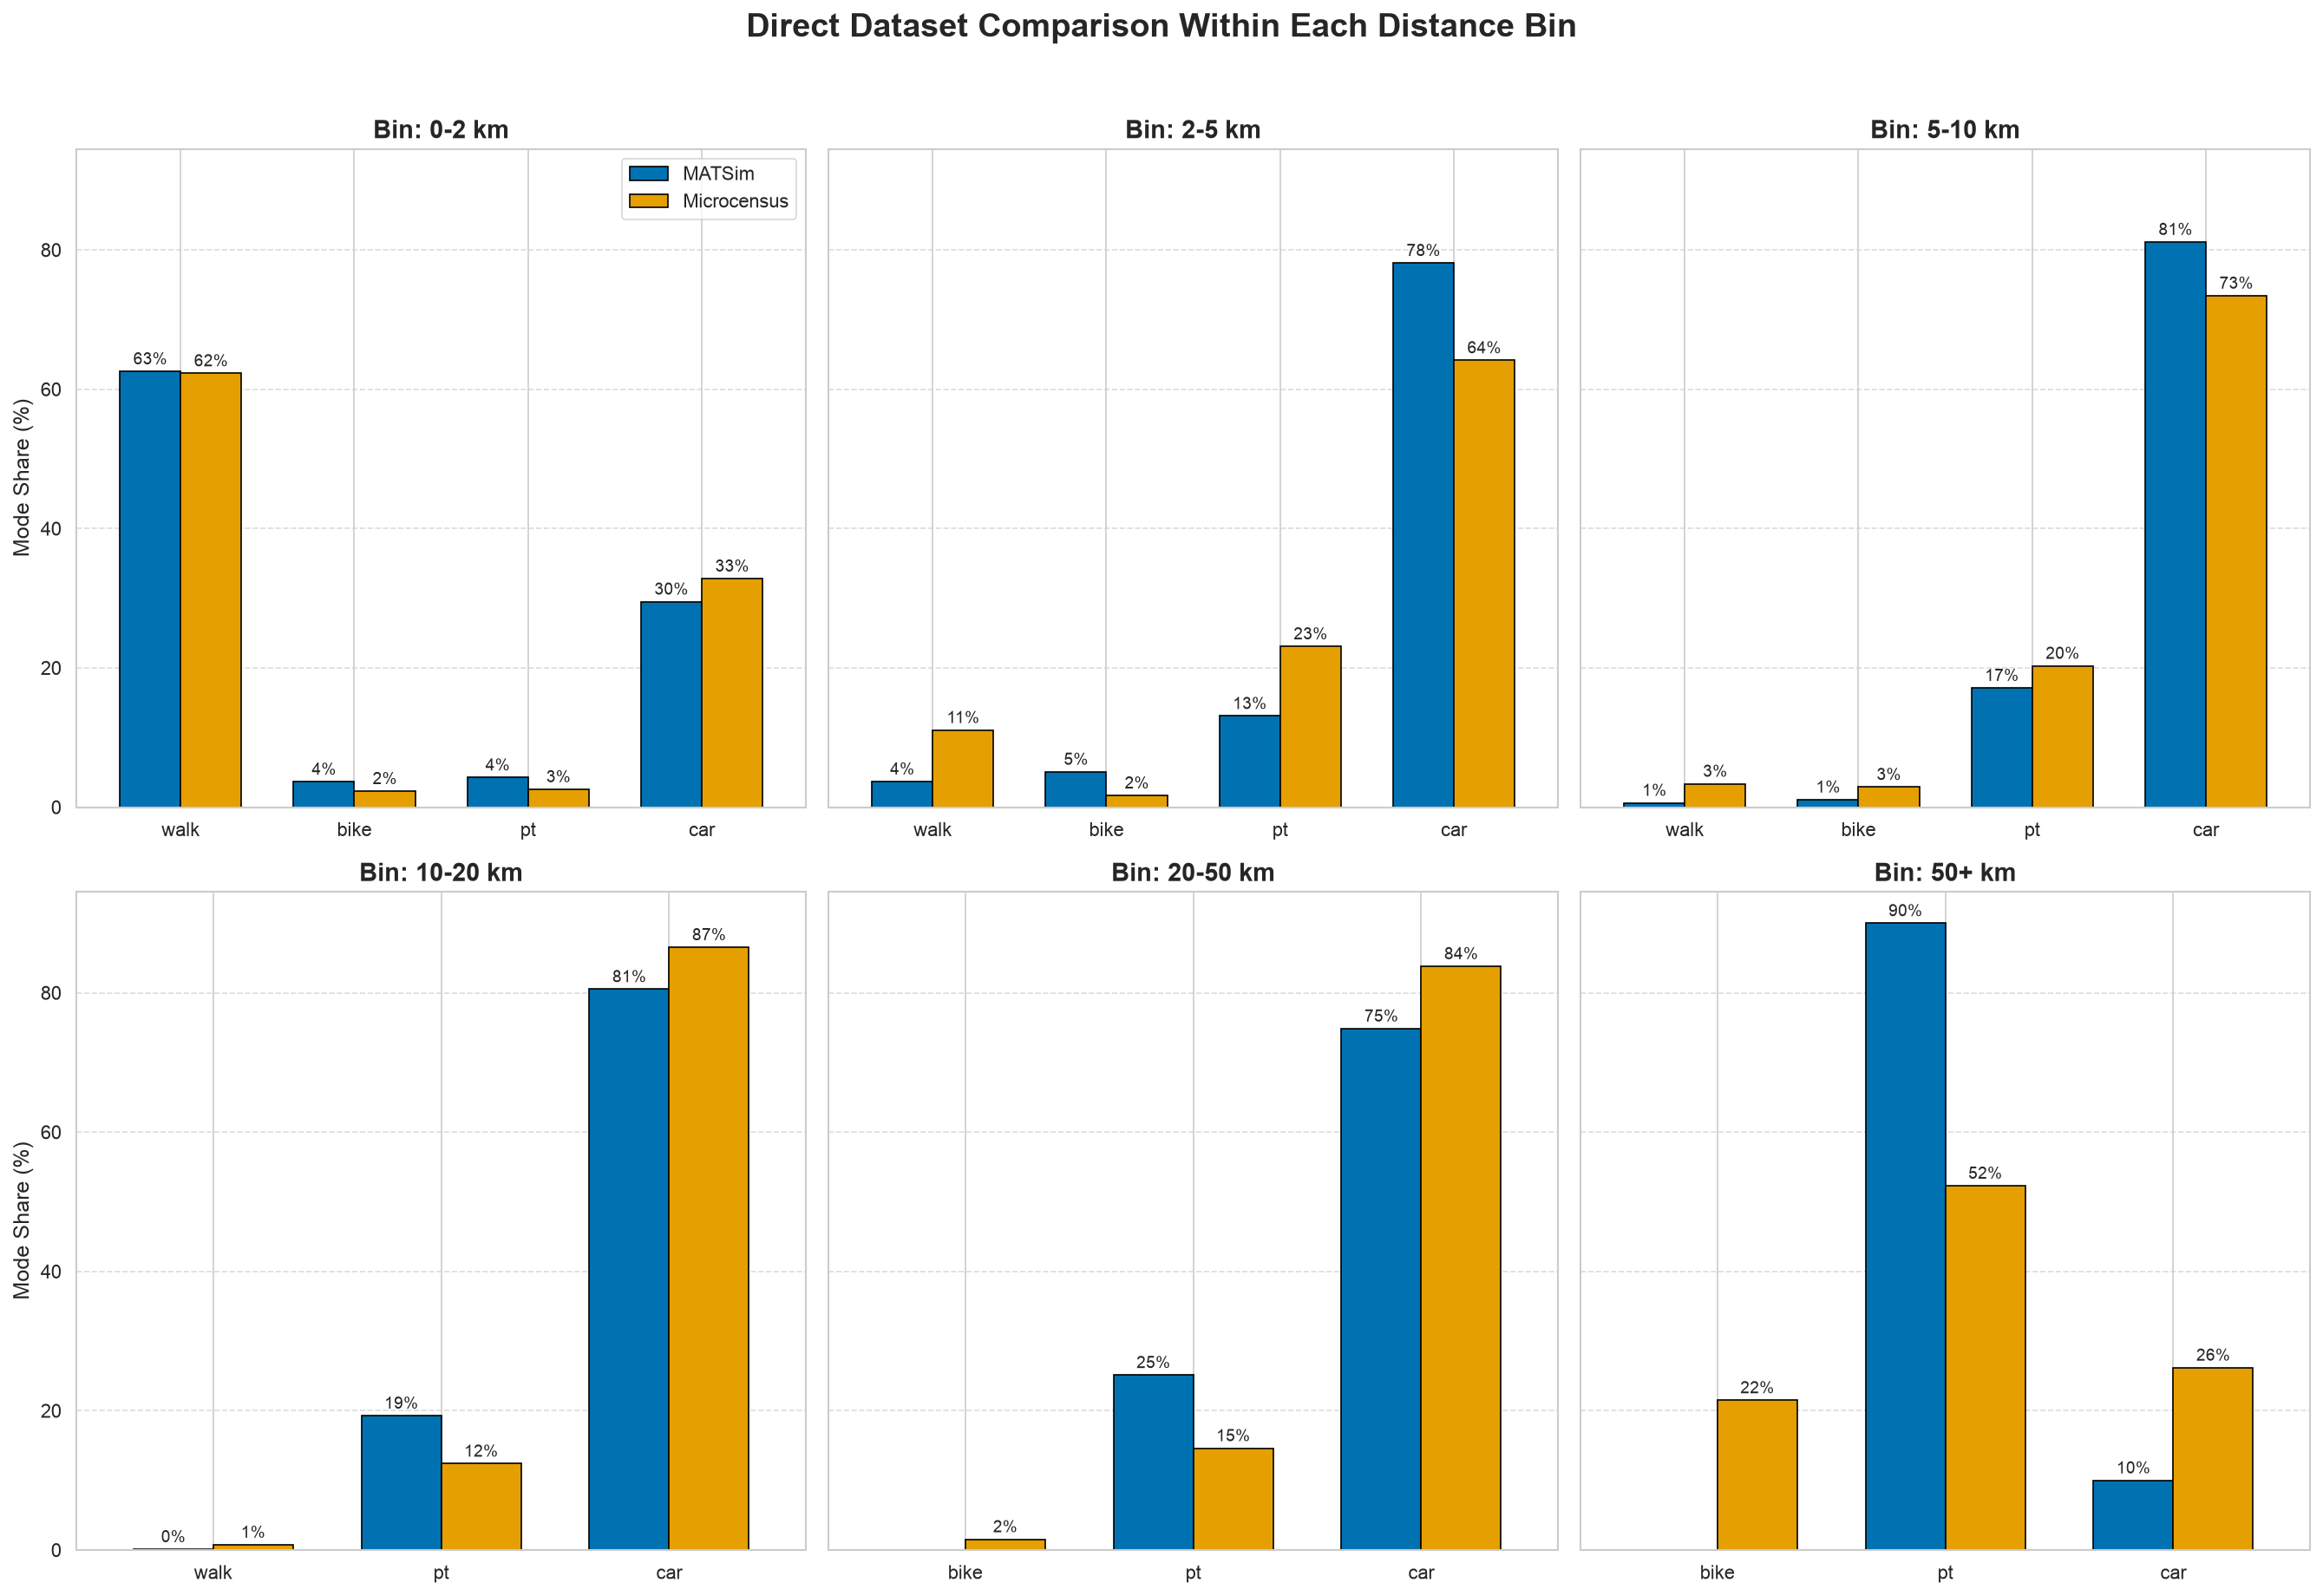 Direct Dataset Comparison Within Each Distance Bin
Bin: 0-2 km
MATSim
Microcensus
Mode Share (%)
80
60
40
20
0
63%
62%
4%
2%
4%
3%
30%
33%
walk
bike
pt
car
Bin: 2-5 km
4%
11%
5%
2%
13%
23%
78%
64%
walk
bike
pt
car
Bin: 5-10 km
1%
3%
1%
3%
17%
20%
81%
73%
walk
bike
pt
car
Bin: 10-20 km
Mode Share (%)
80
60
40
20
0
0%
1%
19%
12%
81%
87%
walk
pt
car
Bin: 20-50 km
2%
25%
15%
75%
84%
bike
pt
car
Bin: 50+ km
22%
90%
52%
10%
26%
bike
pt
car